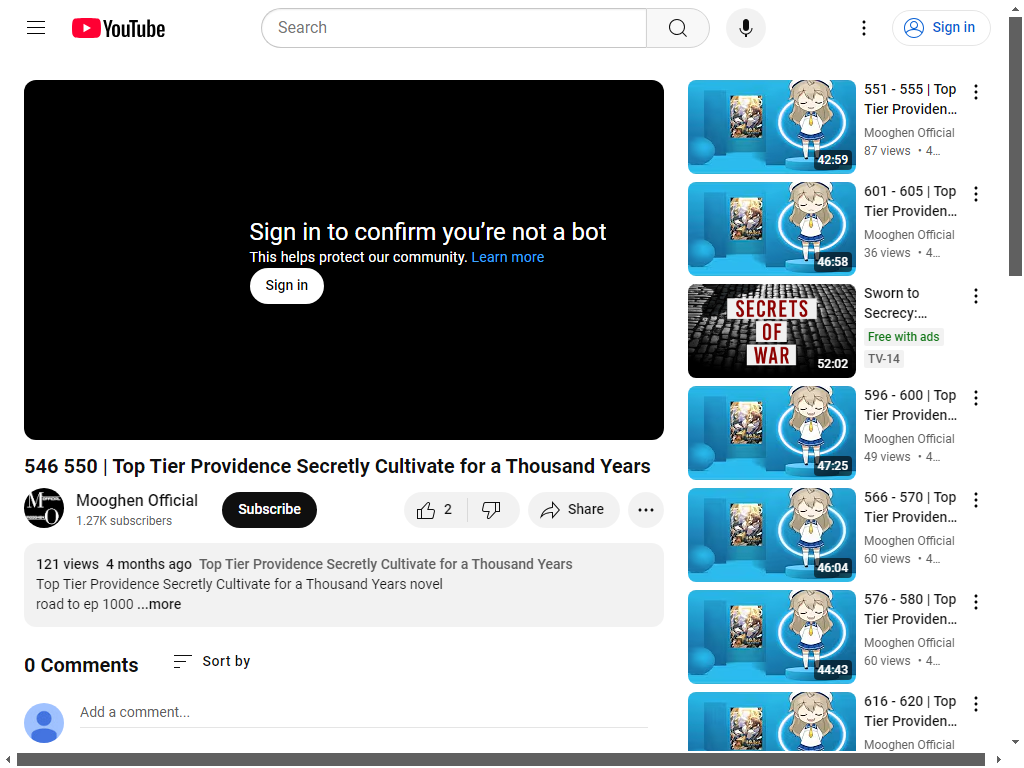 YouTube
Search
Sign in
Sign in to confirm you’re not a bot
This helps protect our community. Learn more
Sign in
546 550 | Top Tier Providence Secretly Cultivate for a Thousand Years
Mooghen Official
1.27K subscribers
Subscribe
2
Share
121 views 4 months ago Top Tier Providence Secretly Cultivate for a Thousand Years
Top Tier Providence Secretly Cultivate for a Thousand Years novel
road to ep 1000 ...more
0 Comments
Sort by
Add a comment...
42:59
551 - 555 | Top
Tier Providen...
Mooghen Official
87 views • 4...
46:58
601 - 605 | Top
Tier Providen...
Mooghen Official
36 views • 4...
SECRETS
OF
WAR
52:02
Sworn to
Secrecy:...
Free with ads
TV-14
47:25
596 - 600 | Top
Tier Providen...
Mooghen Official
49 views • 4...
46:04
566 - 570 | Top
Tier Providen...
Mooghen Official
60 views • 4...
44:43
576 - 580 | Top
Tier Providen...
Mooghen Official
60 views • 4...
616 - 620 | Top
Tier Providen...
Mooghen Official